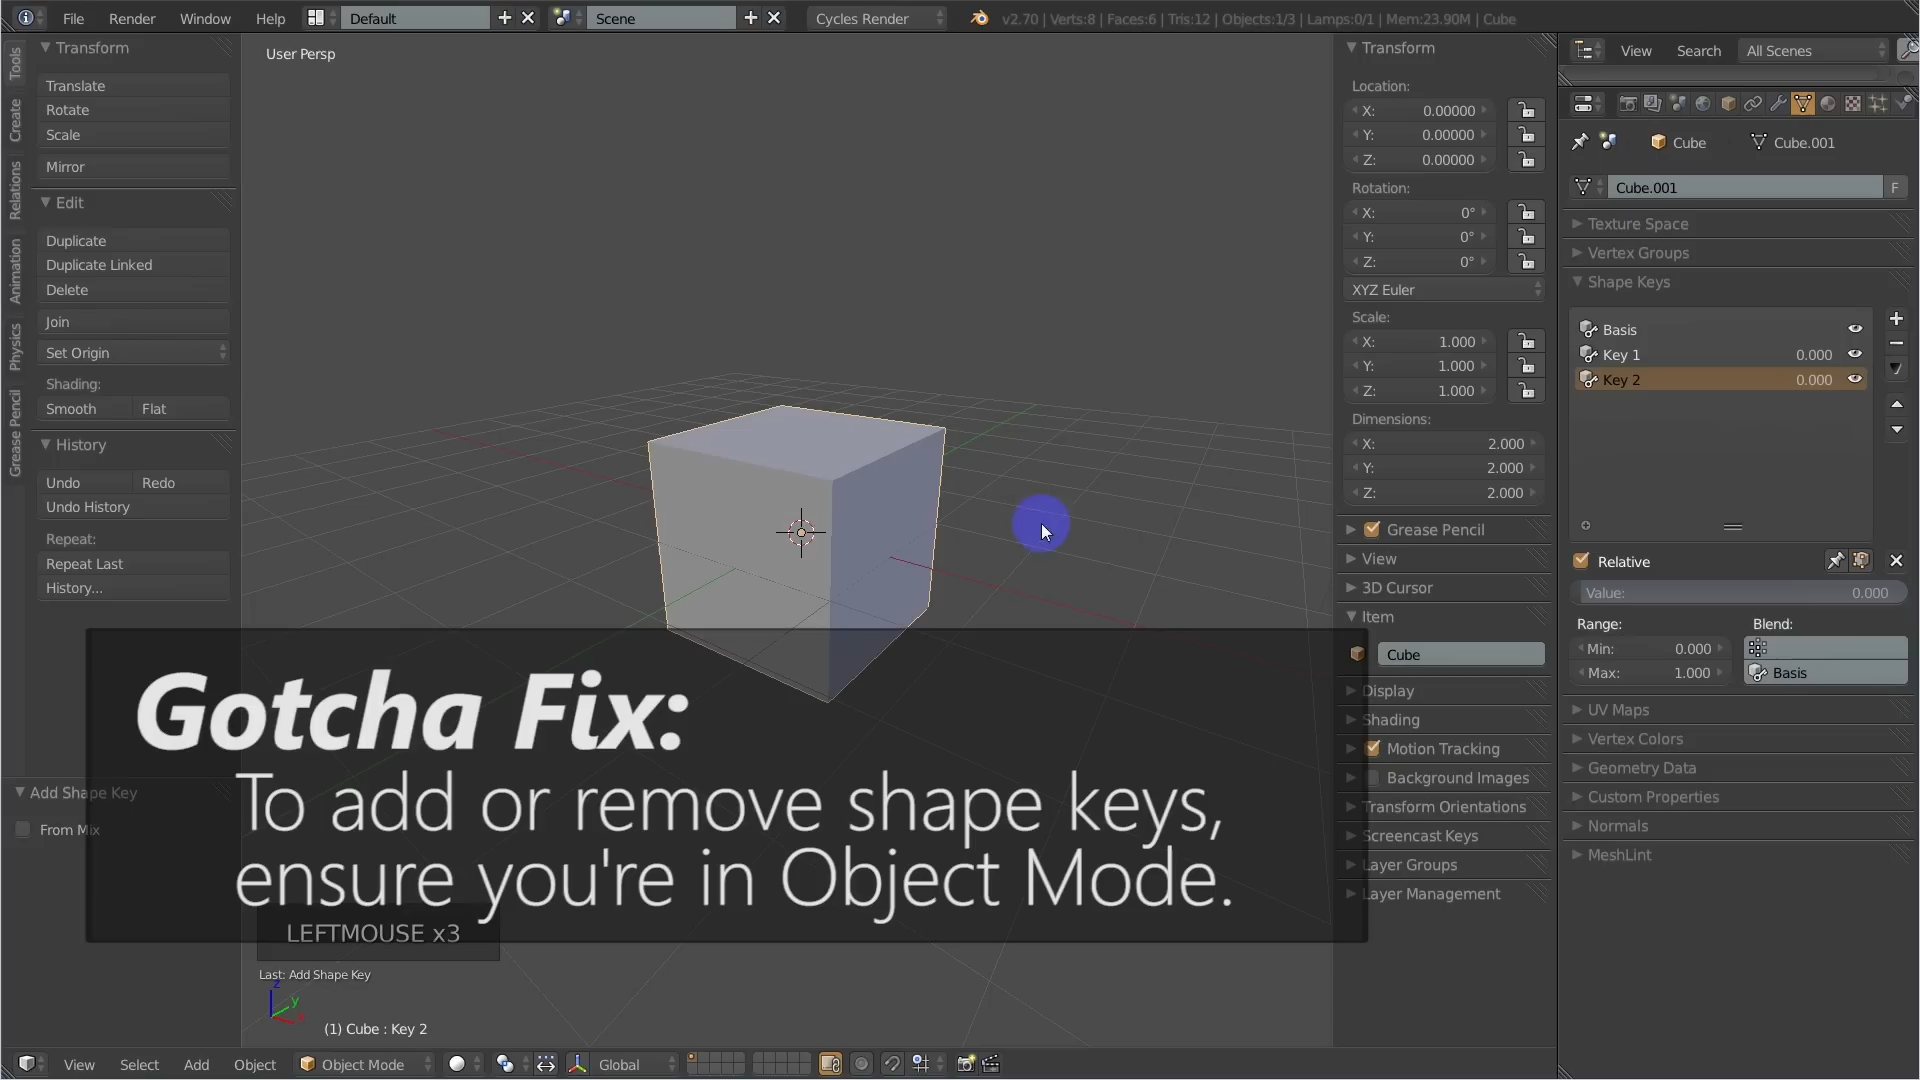 File Render Window Help Default Scene Cycles Render v2.70 | Verts:8 | Faces:6 | Tris:12 | Objects:1/3 | Lamps:0/1 | Mem:23.90M | Cube
Tools
Create
Relations
Animation
Physics
Grease Pencil
Transform
Translate
Rotate
Scale
Mirror
Edit
Duplicate
Duplicate Linked
Delete
Join
Set Origin
Shading:
Smooth Flat
History
Undo Redo
Undo History
Repeat:
Repeat Last
History...
Add Shape Key
From Mix
User Persp
Gotcha Fix:
To add or remove shape keys,
ensure you're in Object Mode.
LEFTMOUSE x3
Last: Add Shape Key
z
y
x
(1) Cube : Key 2
View Select Add Object Object Mode Global
Transform
Location:
X: 0.00000
Y: 0.00000
Z: 0.00000
Rotation:
X: 0°
Y: 0°
Z: 0°
XYZ Euler
Scale:
X: 1.000
Y: 1.000
Z: 1.000
Dimensions:
X: 2.000
Y: 2.000
Z: 2.000
Grease Pencil
View
3D Cursor
Item
Cube
Display
Shading
Motion Tracking
Background Images
Transform Orientations
Screencast Keys
Layer Groups
Layer Management
View Search All Scenes
Cube Cube.001
Cube.001 F
Texture Space
Vertex Groups
Shape Keys
Basis
Key 1 0.000
Key 2 0.000
Relative
Value: 0.000
Range: Blend:
Min: 0.000
Max: 1.000 Basis
UV Maps
Vertex Colors
Geometry Data
Custom Properties
Normals
MeshLint